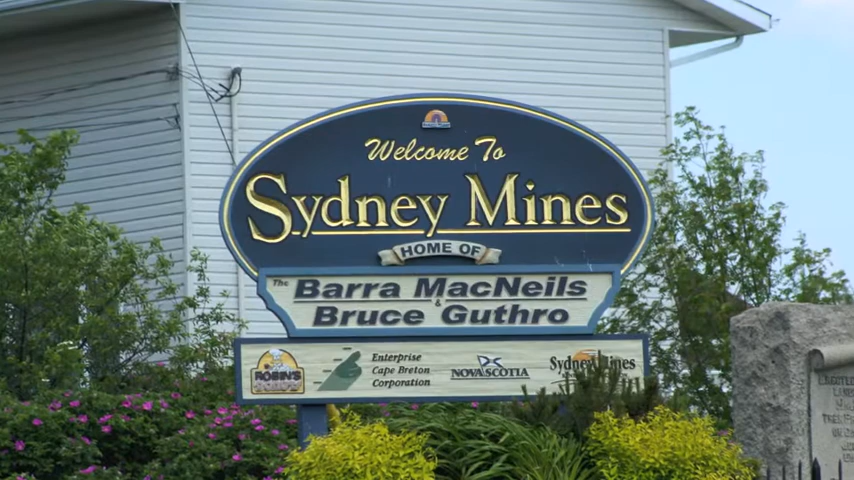 Welcome To
Sydney Mines
HOME OF
The Barra MacNeils
&
Bruce Guthro
ROBIN'S
Enterprise
Cape Breton
Corporation
NOVA SCOTIA
Sydney Mines